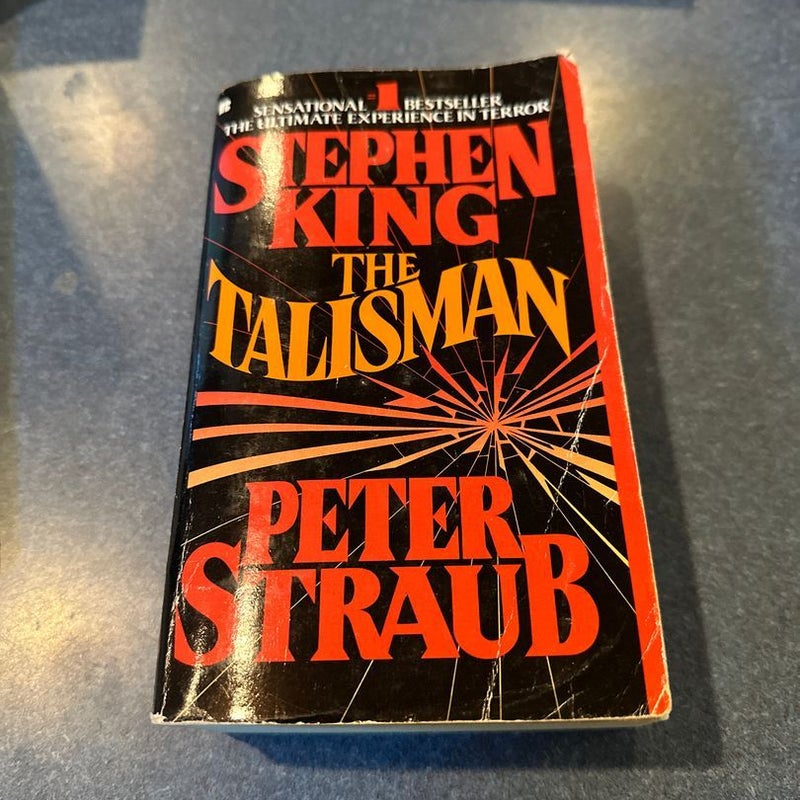 SENSATIONAL #1 BESTSELLER
THE ULTIMATE EXPERIENCE IN TERROR
STEPHEN
KING
THE
TALISMAN
PETER
STRAUB